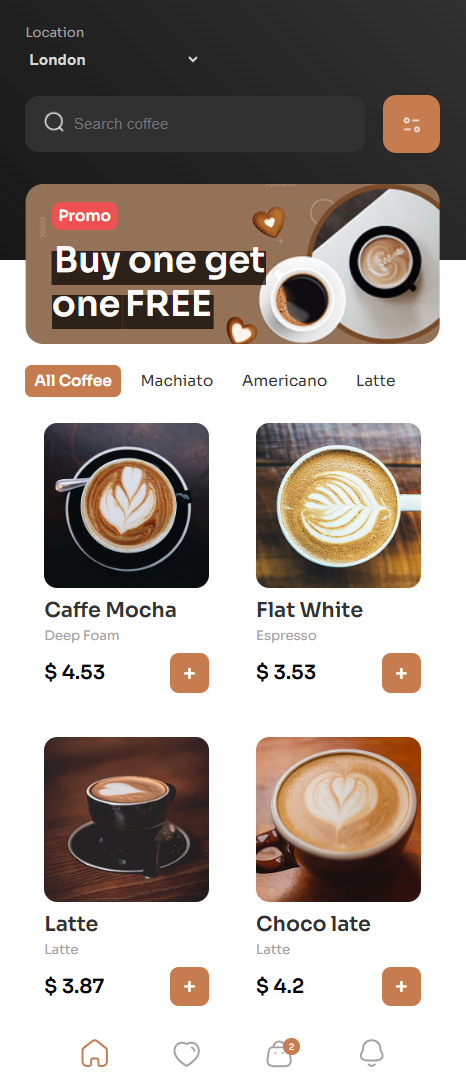 Location
London
Search coffee
Promo
Buy one get
one FREE
All Coffee Machiato Americano Latte
Caffe Mocha
Deep Foam
$ 4.53 +
Flat White
Espresso
$ 3.53 +
Latte
Latte
$ 3.87 +
Choco late
Latte
$ 4.2 +
2